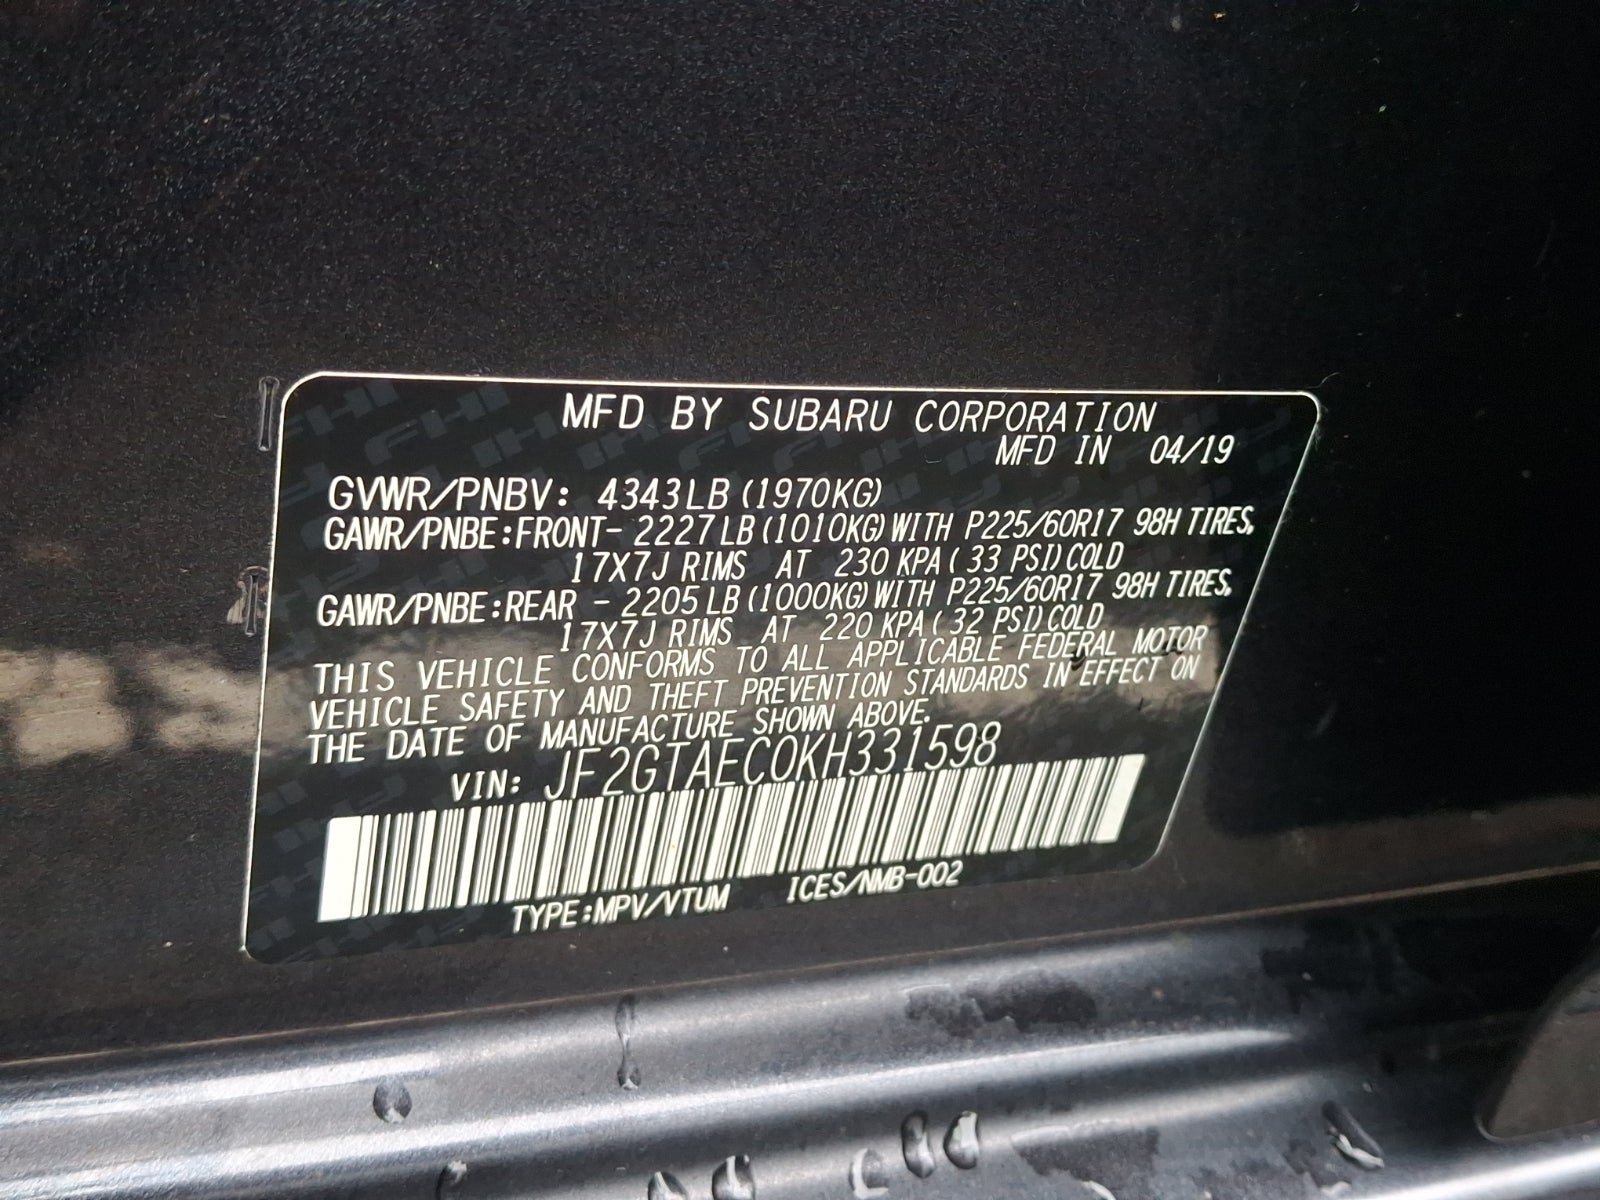 MFD BY SUBARU CORPORATION
MFD IN 04/19
GVWR/PNBV: 4343LB(1970KG)
GAWR/PNBE:FRONT- 2227LB(1010KG)WITH P225/60R17 98H TIRES,
17X7J RIMS AT 230 KPA(33 PSI)COLD
GAWR/PNBE:REAR - 2205LB(1000KG)WITH P225/60R17 98H TIRES,
17X7J RIMS AT 220 KPA(32 PSI)COLD
THIS VEHICLE CONFORMS TO ALL APPLICABLE FEDERAL MOTOR
VEHICLE SAFETY AND THEFT PREVENTION STANDARDS IN EFFECT ON
THE DATE OF MANUFACTURE SHOWN ABOVE.
VIN: JF2GTAEC0KH331598
TYPE:MPV/VTUM ICES/NMB-002